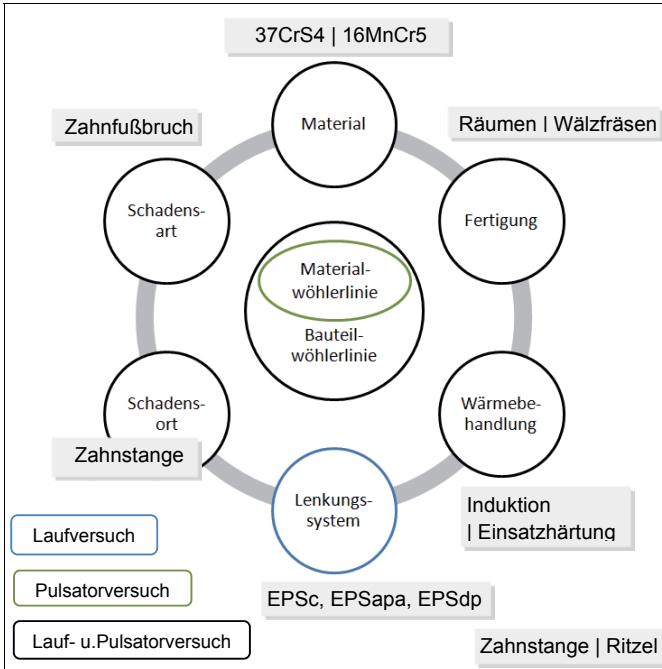 37CrS4 | 16MnCr5
Material
Zahnfußbruch
Räumen | Wälzfräsen
Schadens-
art
Fertigung
Material-
wöhlerlinie
Bauteil-
wöhlerlinie
Schadens-
ort
Zahnstange
Wärmebe-
handlung
Lenkungs-
system
Induktion
| Einsatzhärtung
Laufversuch
Pulsatorversuch
EPSc, EPSapa, EPSdp
Lauf- u.Pulsatorversuch
Zahnstange | Ritzel